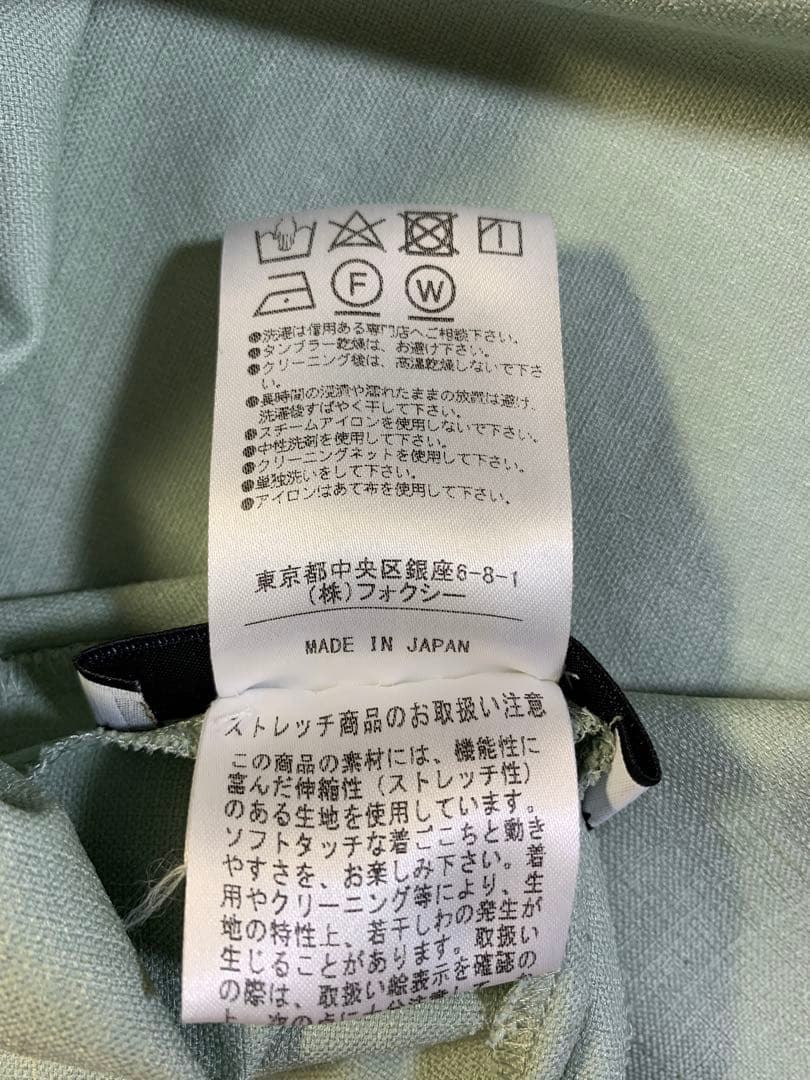 F W
●洗濯は信用ある専門店へご相談下さい。
●タンブラー乾燥は、お避け下さい。
●クリーニング後は、高温乾燥しないで下さ
い。
●長時間の浸漬や濡れたままの放置は避け、
洗濯後すばやく干して下さい。
●スチームアイロンを使用しないで下さい。
●中性洗剤を使用して下さい。
●クリーニングネットを使用して下さい。
●単独洗いをして下さい。
●アイロンはあて布を使用して下さい。
東京都中央区銀座6-8-1
(株)フォクシー
MADE IN JAPAN
ストレッチ商品のお取扱い注意
この商品の素材には、機能性に
富んだ伸縮性(ストレッチ性)
のある生地を使用しています。
ソフトタッチな着ごこちと動き
やすさを、お楽しみ下さい。着
用やクリーニング等により、生
地の特性上、若干しわの発生が
生じることがあります。取扱い
の際は、取扱い絵表示を確認の
上、次の点に十分注意して